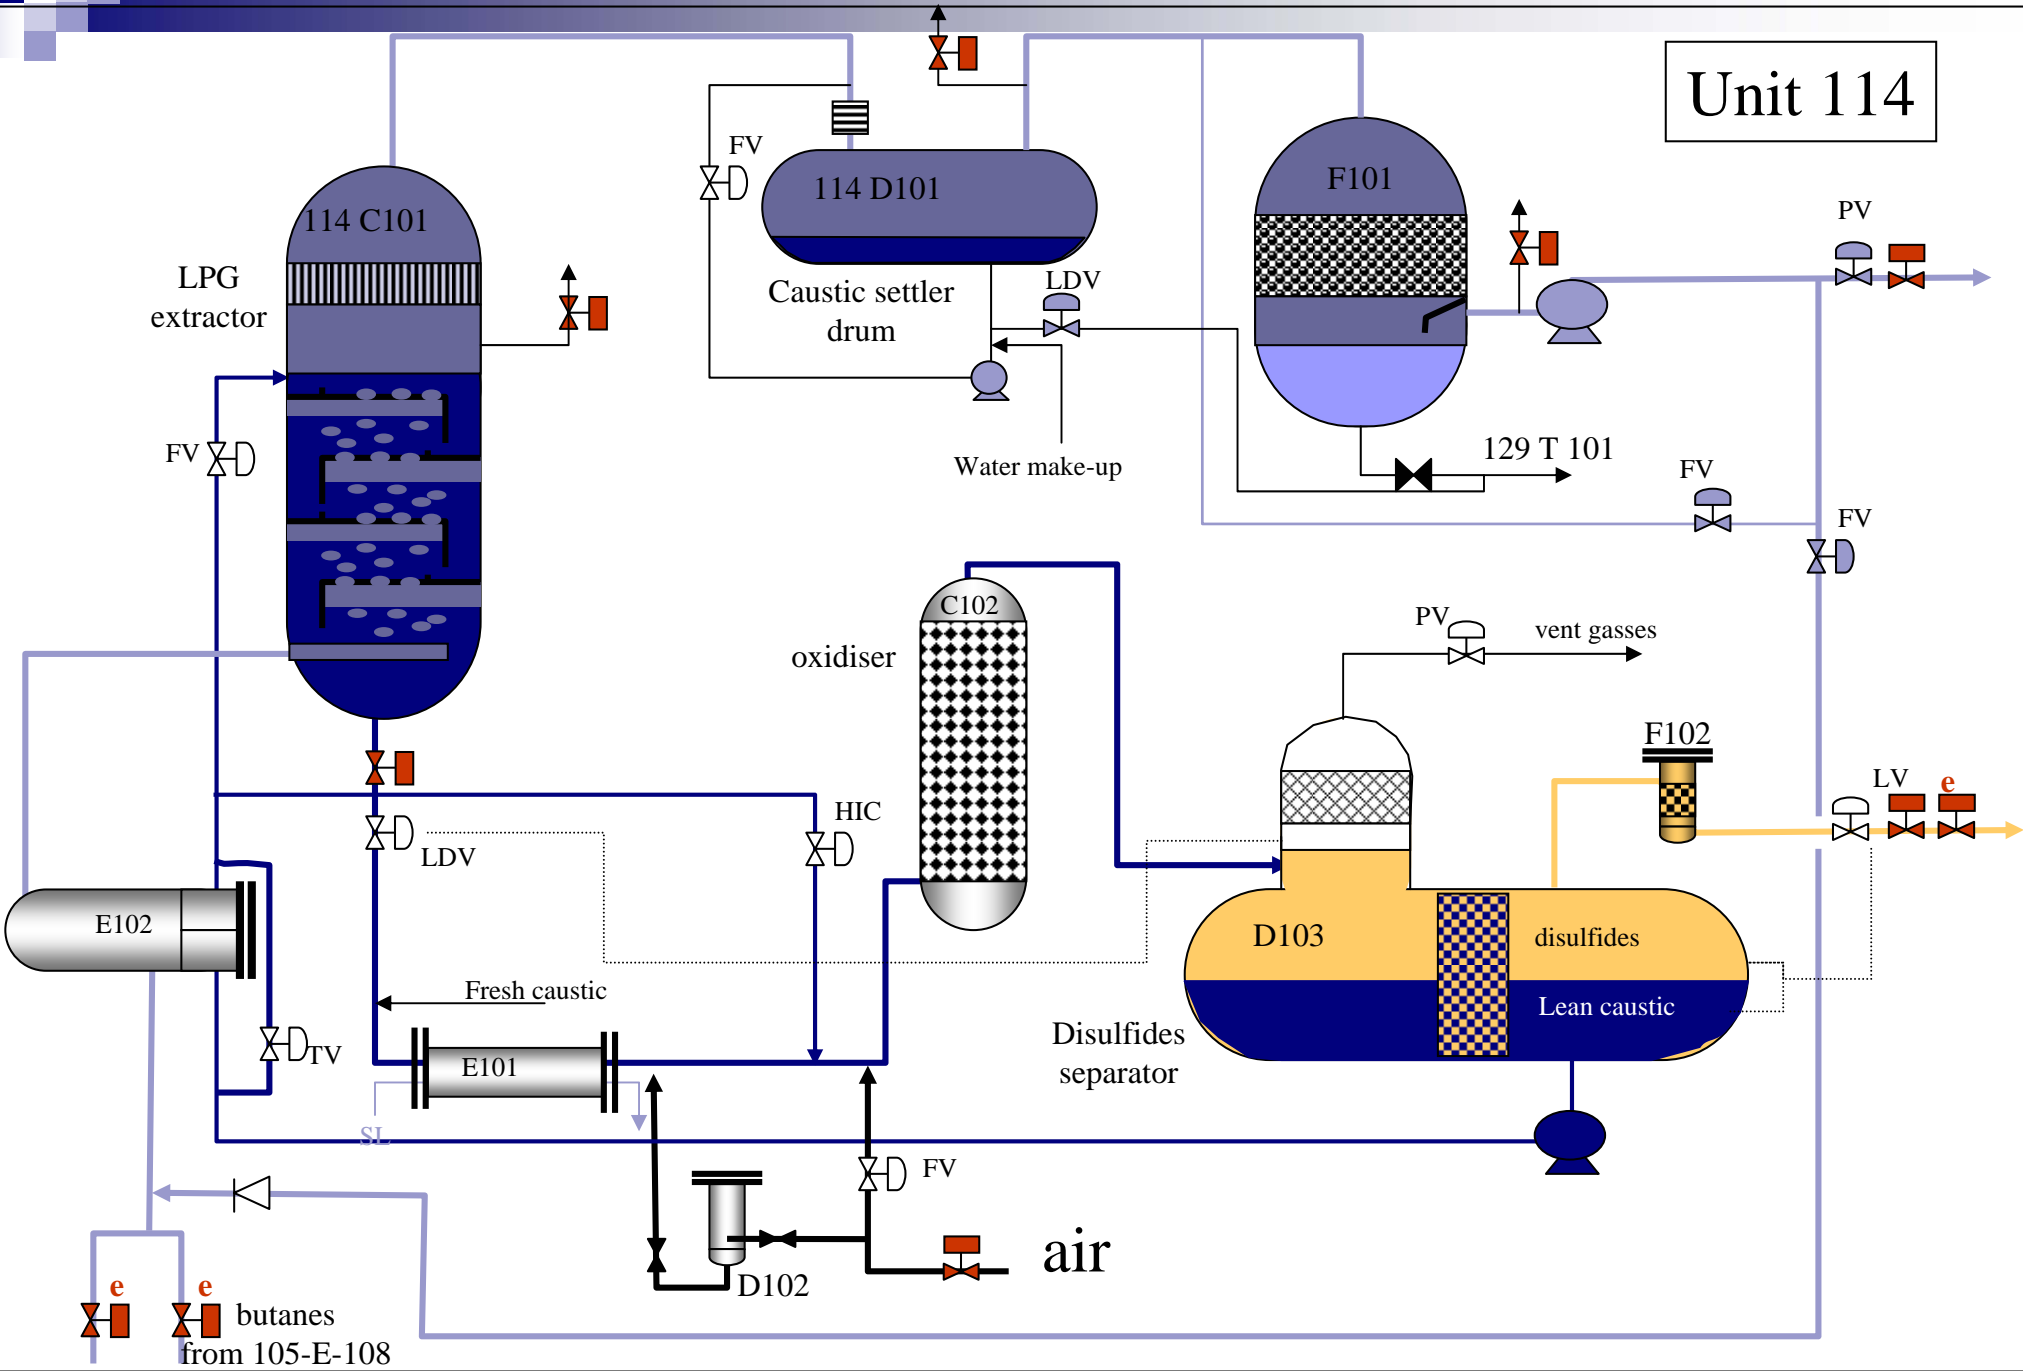 Unit 114
FV
114 D101
F101
PV
114 C101
LPG
extractor
Caustic settler
drum
LDV
FV
Water make-up
129 T 101
FV
FV
C102
oxidiser
PV
vent gasses
F102
LV
e
HIC
LDV
E102
D103
disulfides
Fresh caustic
Lean caustic
TV
E101
Disulfides
separator
SL
FV
air
D102
e
e
butanes
from 105-E-108